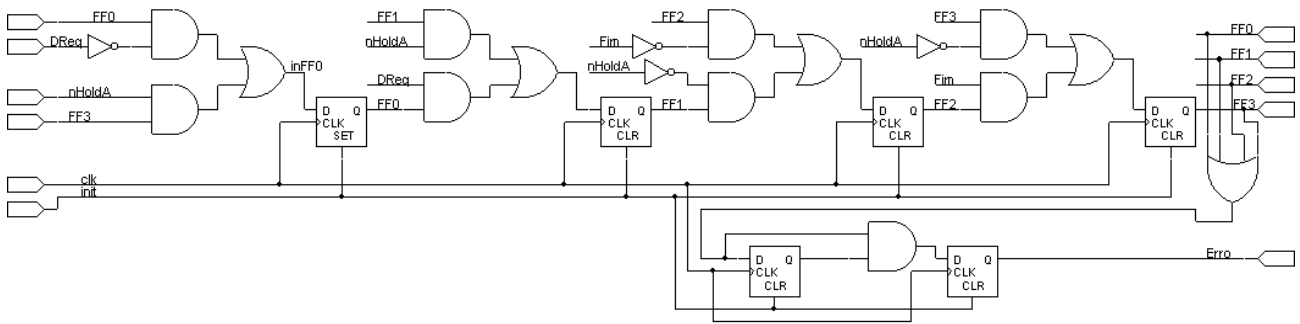 FF0
DReq
nHoldA
FF3
inFF0
D Q
CLK
SET
FF1
nHoldA
DReq
FF0
D Q
CLK
CLR
FF2
Fim
nHoldA
FF1
D Q
CLK
CLR
FF3
nHoldA
Fim
FF2
D Q
CLK
CLR
FF0
FF1
FF2
FF3
clk
init
D Q
CLK
CLR
D Q
CLK
CLR
Erro